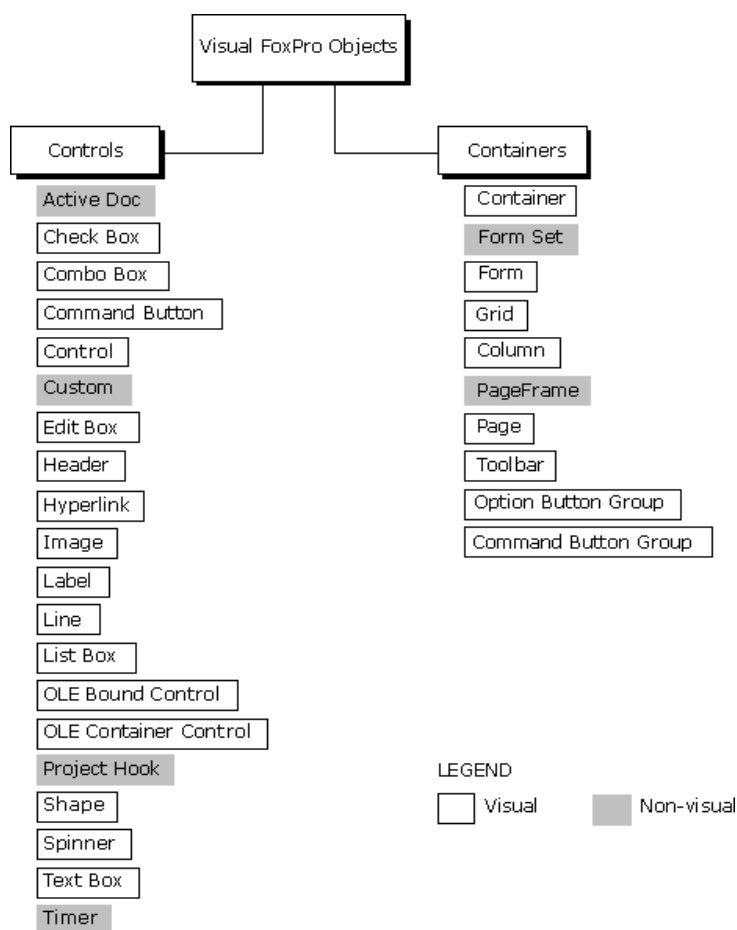 Visual FoxPro Objects
Controls
Active Doc
Check Box
Combo Box
Command Button
Control
Custom
Edit Box
Header
Hyperlink
Image
Label
Line
List Box
OLE Bound Control
OLE Container Control
Project Hook
Shape
Spinner
Text Box
Timer
Containers
Container
Form Set
Form
Grid
Column
PageFrame
Page
Toolbar
Option Button Group
Command Button Group
LEGEND
Visual
Non-visual